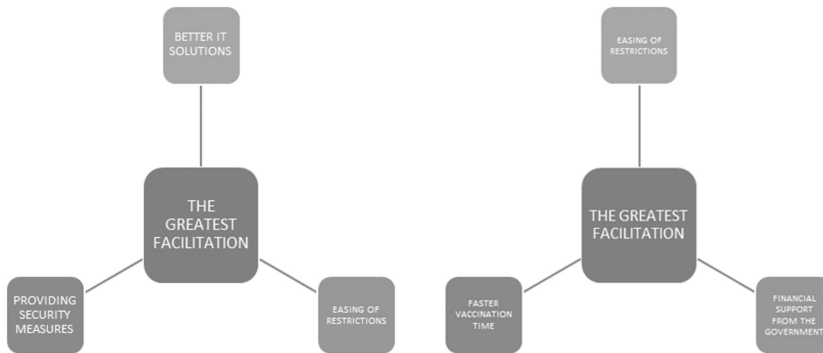 BETTER IT
SOLUTIONS
THE
GREATEST
FACILITATION
PROVIDING
SECURITY
MEASURES
EASING OF
RESTRICTIONS
EASING OF
RESTRICTIONS
THE GREATEST
FACILITATION
FASTER
VACCINATION
TIME
FINANCIAL
SUPPORT
FROM THE
GOVERNMENT